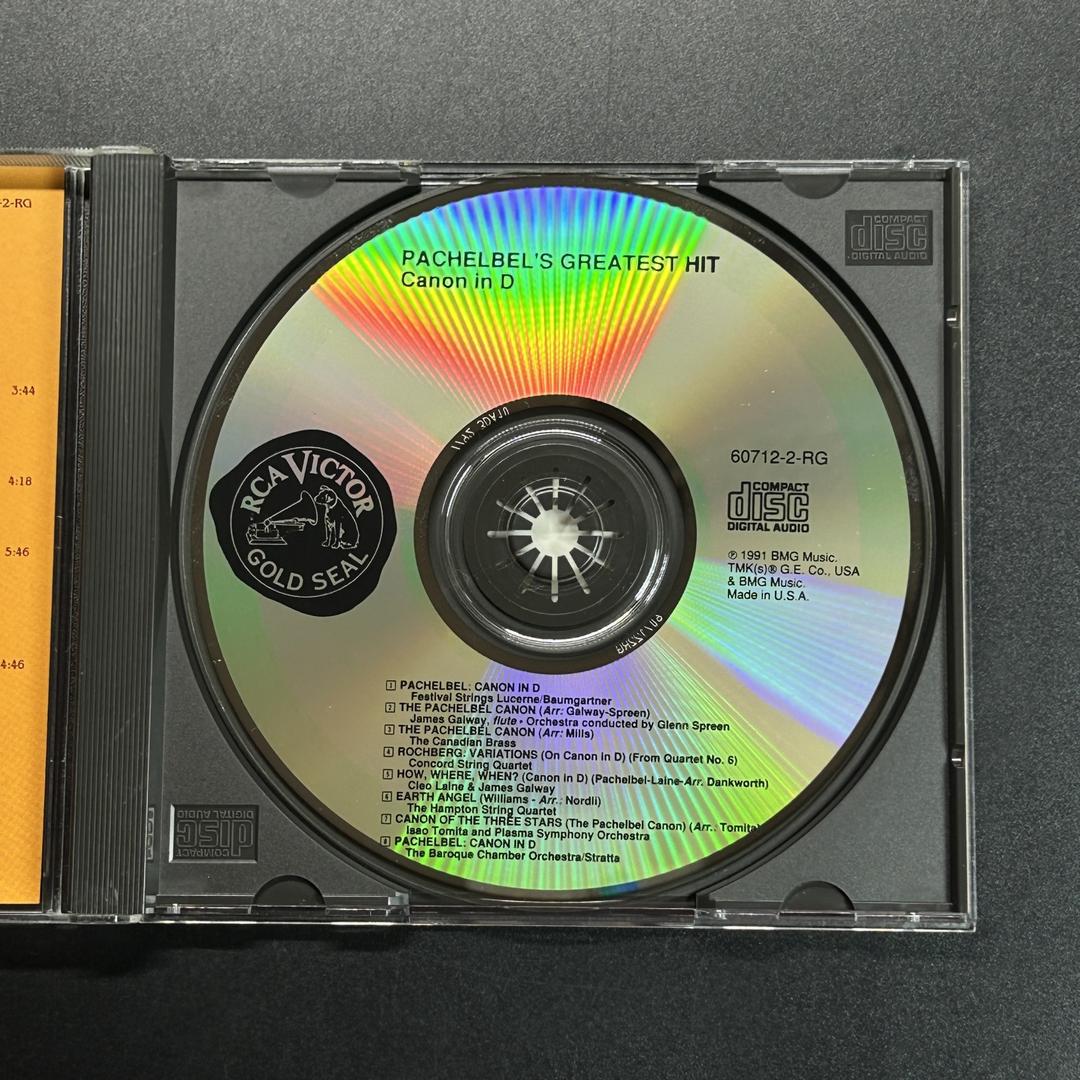 -2-RG
3:44
4:18
5:46
4:46
COMPACT
disc
DIGITAL AUDIO
PACHELBEL'S GREATEST HIT
Canon in D
RCA VICTOR
GOLD SEAL
60712-2-RG
COMPACT
disc
DIGITAL AUDIO
℗ 1991 BMG Music.
TMK(s)® G.E. Co., USA
& BMG Music.
Made in U.S.A.
1 PACHELBEL: CANON IN D
Festival Strings Lucerne/Baumgartner
2 THE PACHELBEL CANON (Arr: Galway-Spreen)
James Galway, flute • Orchestra conducted by Glenn Spreen
3 THE PACHELBEL CANON (Arr: Mills)
The Canadian Brass
4 ROCHBERG: VARIATIONS (On Canon in D) (From Quartet No. 6)
Concord String Quartet
5 HOW, WHERE, WHEN? (Canon in D) (Pachelbel-Laine-Arr. Dankworth)
Cleo Laine & James Galway
6 EARTH ANGEL (Williams - Arr.: Nordli)
The Hampton String Quartet
7 CANON OF THE THREE STARS (The Pachelbel Canon) (Arr.: Tomita)
Isao Tomita and Plasma Symphony Orchestra
8 PACHELBEL: CANON IN D
The Baroque Chamber Orchestra/Stratta
COMPACT
disc
DIGITAL AUDIO